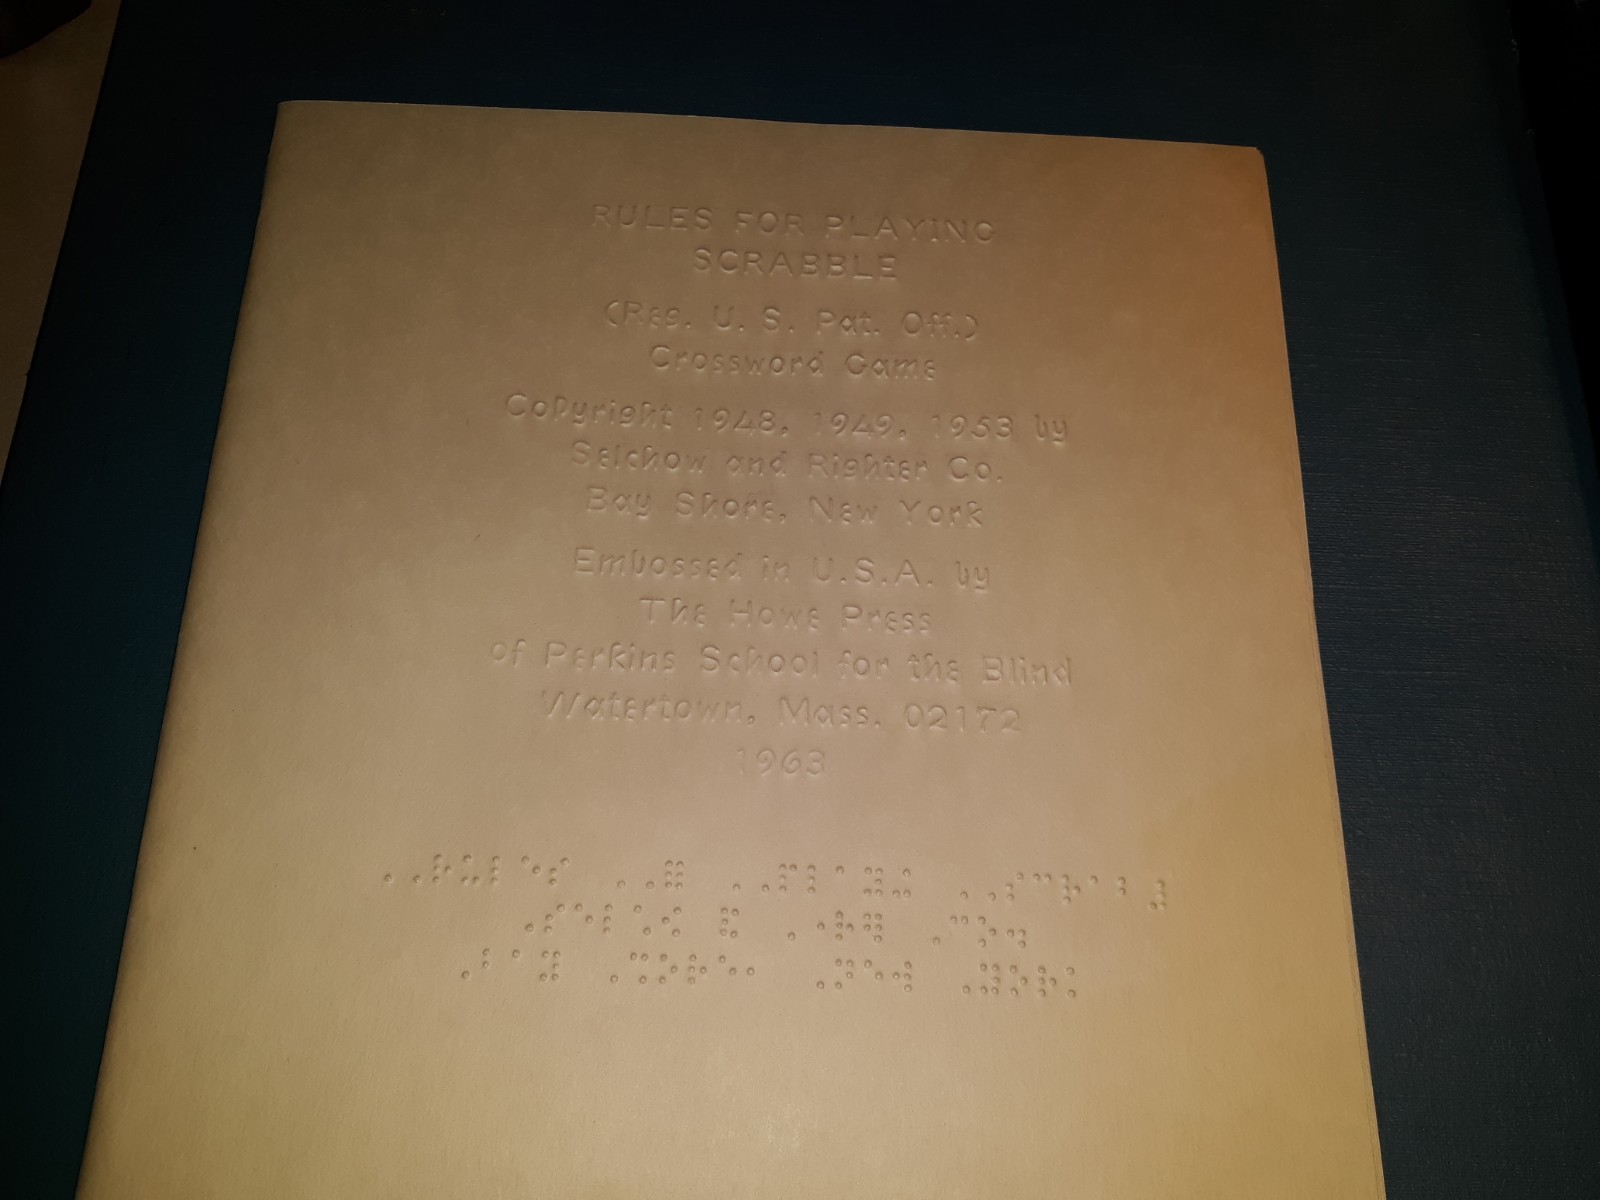 RULES FOR PLAYING
SCRABBLE
(Reg. U. S. Pat. Off.)
Crossword Game
Copyright 1948, 1949, 1953 by
Selchow and Righter Co.
Bay Shore, New York
Embossed in U.S.A. by
The Howe Press
of Perkins School for the Blind
Watertown, Mass. 02172
1963